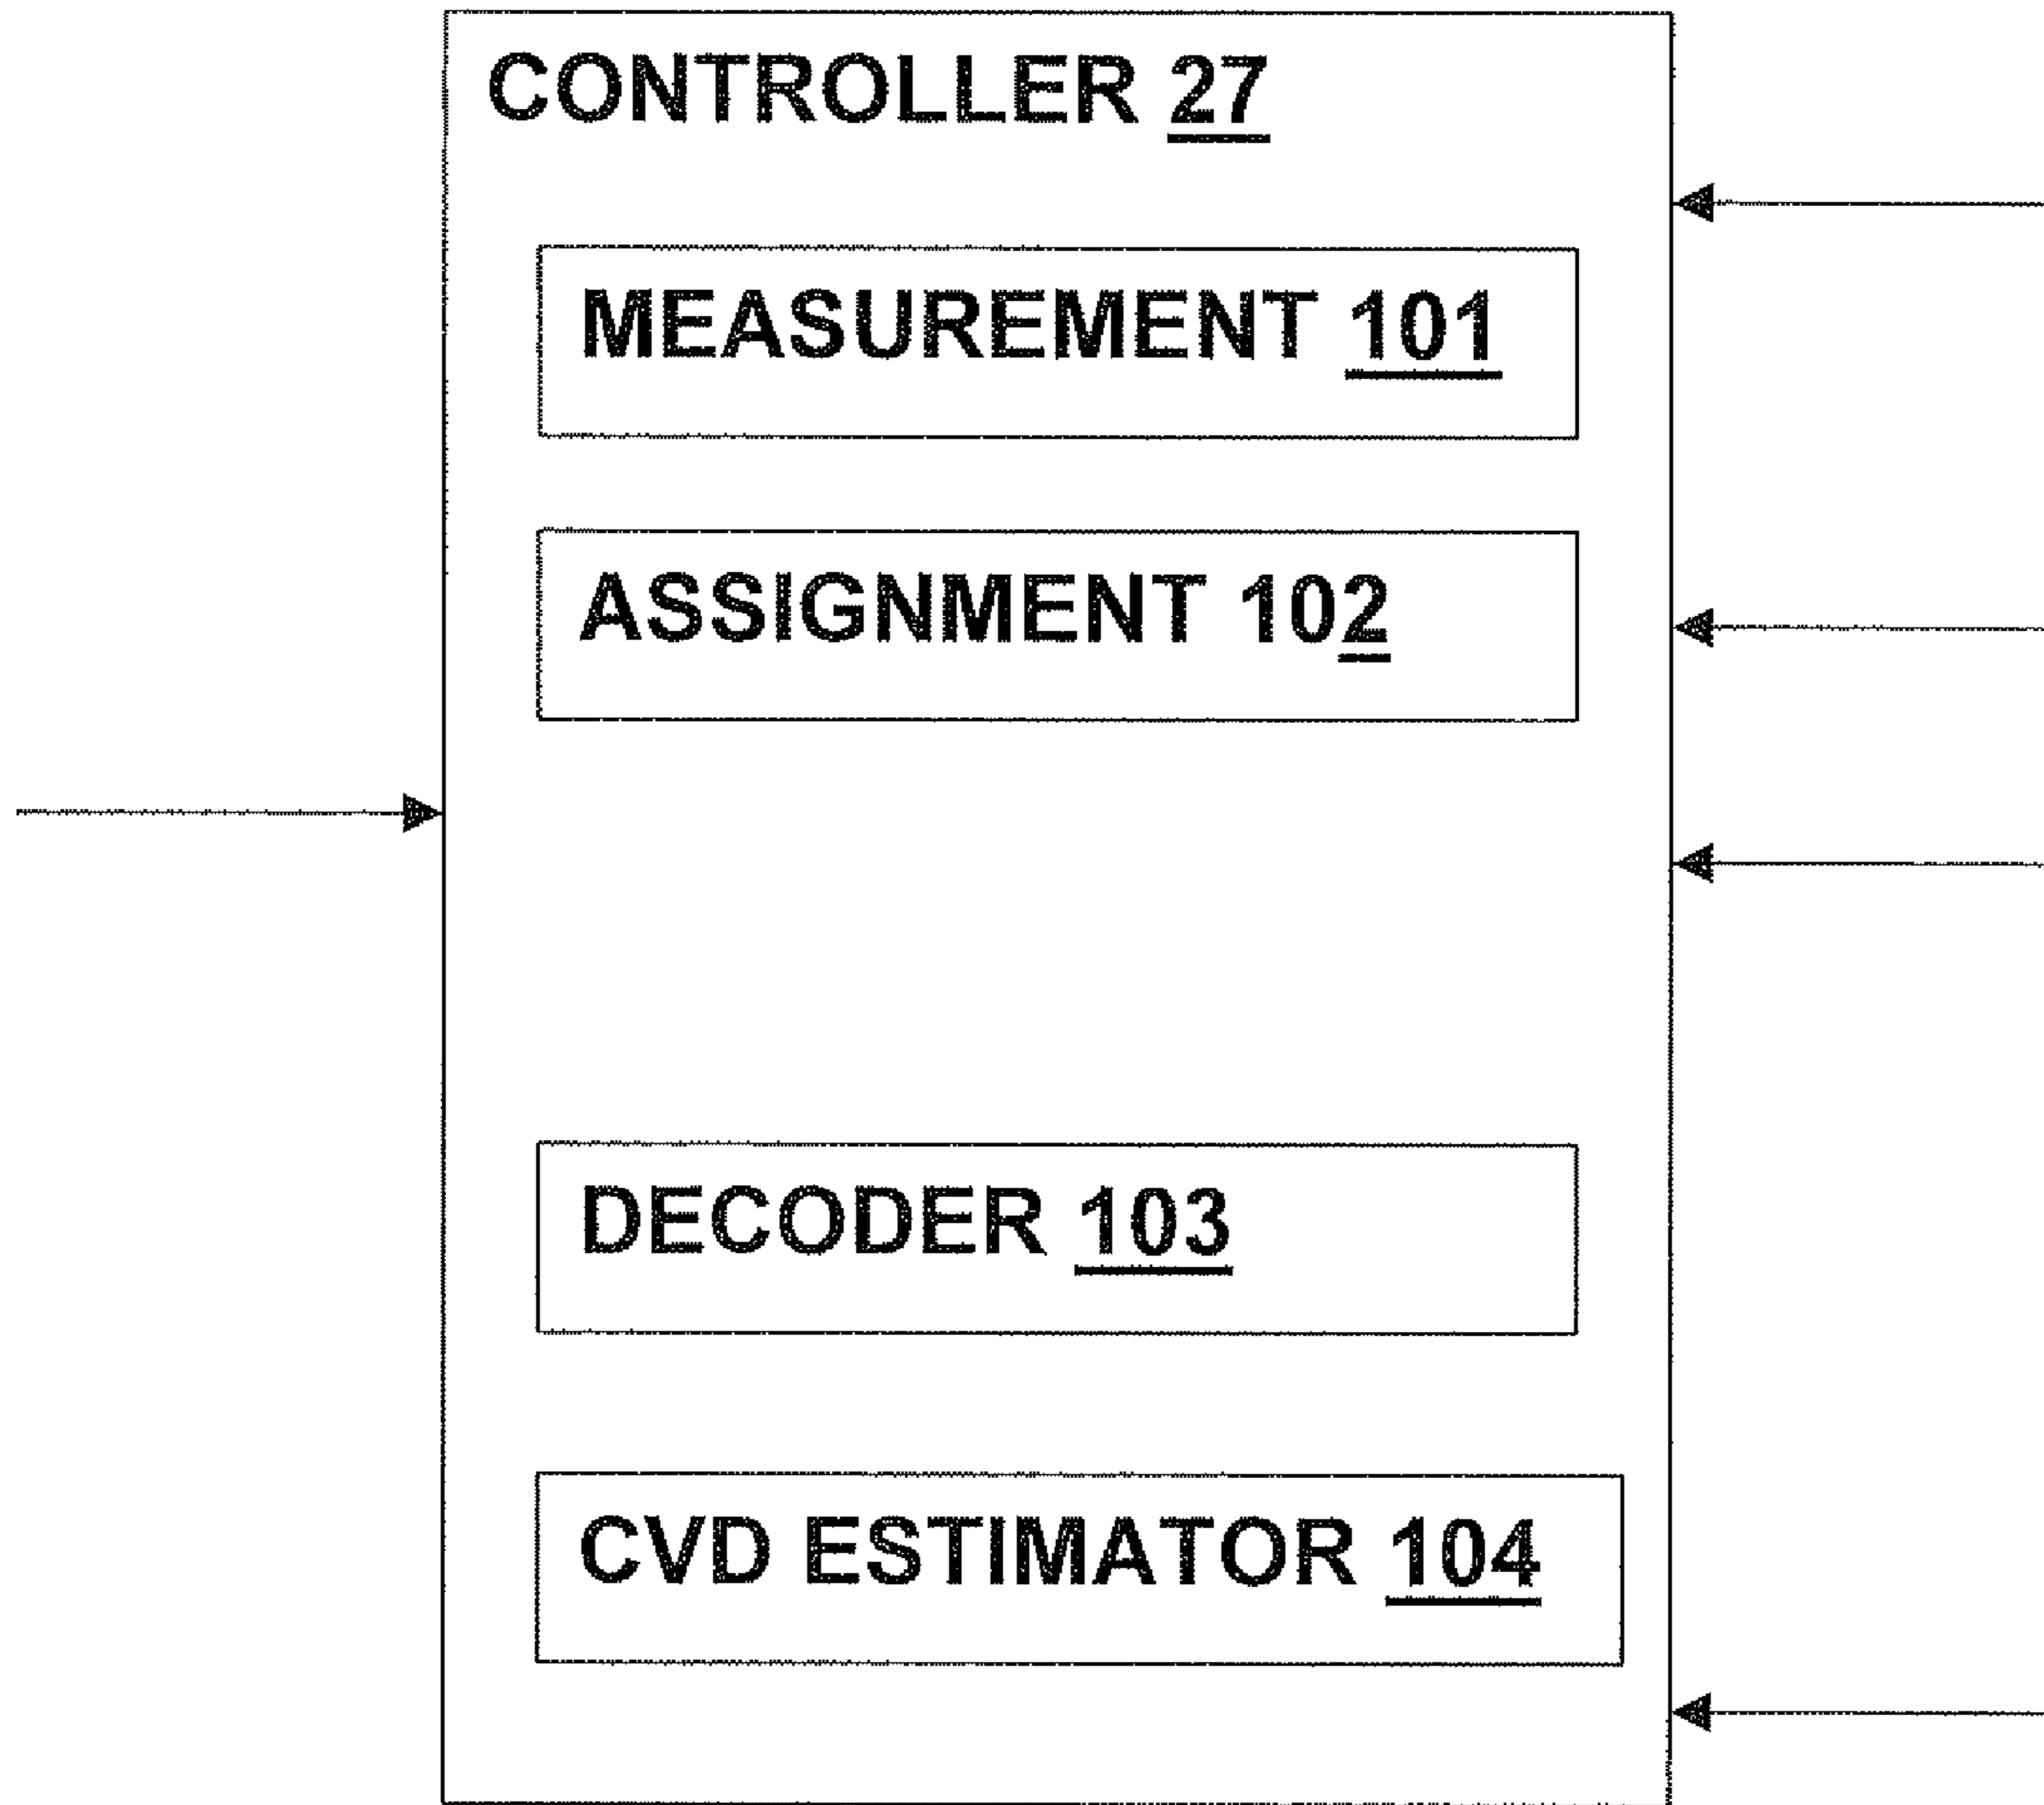 CONTROLLER 27
MEASUREMENT 101
ASSIGNMENT 102
DECODER 103
CVD ESTIMATOR 104